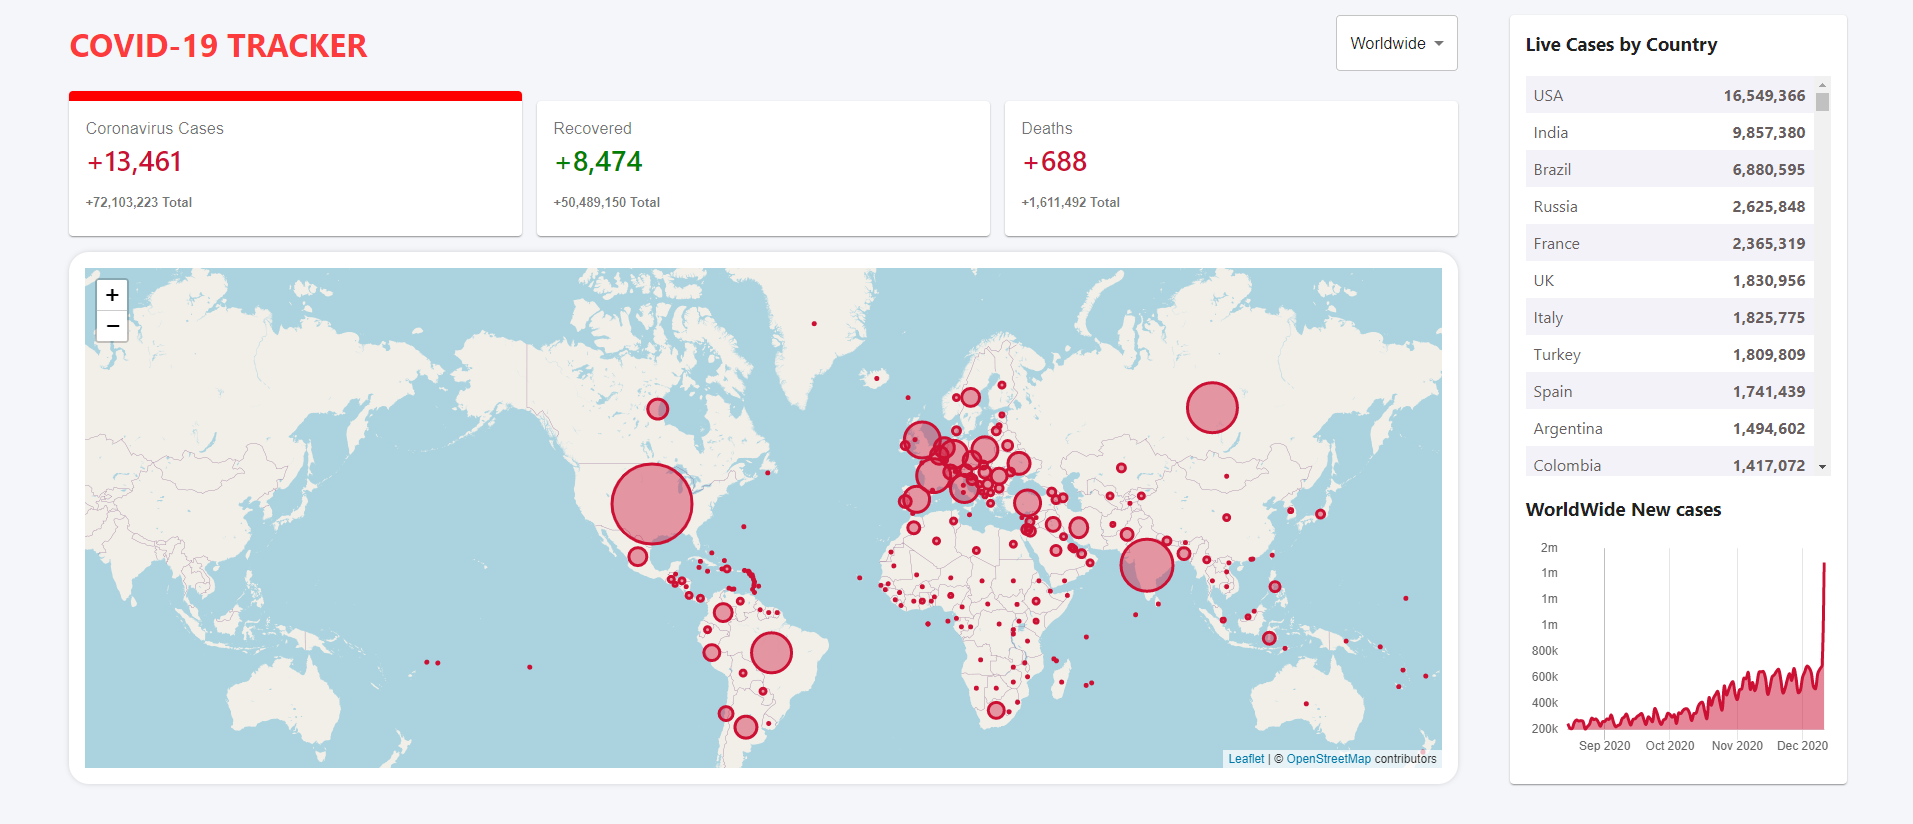 COVID-19 TRACKER
Worldwide
Coronavirus Cases
+13,461
+72,103,223 Total
Recovered
+8,474
+50,489,150 Total
Deaths
+688
+1,611,492 Total
+
−
Leaflet | © OpenStreetMap contributors
Live Cases by Country
USA 16,549,366
India 9,857,380
Brazil 6,880,595
Russia 2,625,848
France 2,365,319
UK 1,830,956
Italy 1,825,775
Turkey 1,809,809
Spain 1,741,439
Argentina 1,494,602
Colombia 1,417,072
WorldWide New cases
2m
1m
1m
1m
800k
600k
400k
200k
Sep 2020 Oct 2020 Nov 2020 Dec 2020